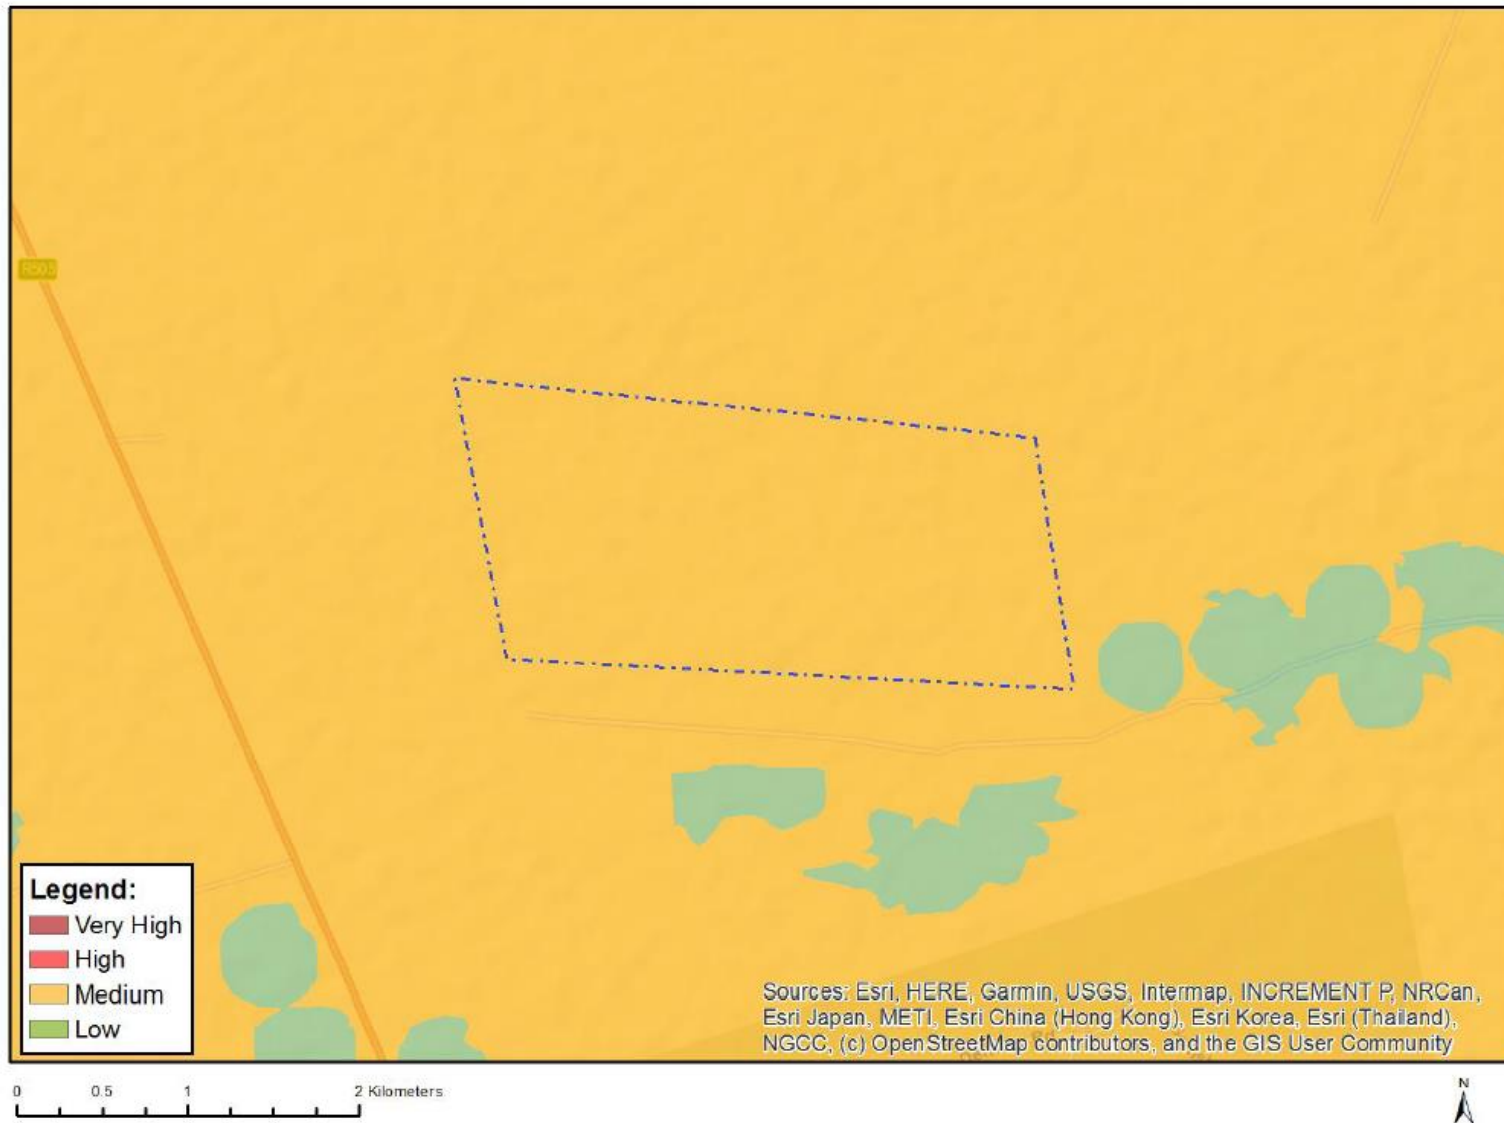 R503
Legend:
Very High
High
Medium
Low
Sources: Esri, HERE, Garmin, USGS, Intermap, INCREMENT P, NRCan,
Esri Japan, METI, Esri China (Hong Kong), Esri Korea, Esri (Thailand),
NGCC, (c) OpenStreetMap contributors, and the GIS User Community
0 0.5 1 2 Kilometers
N